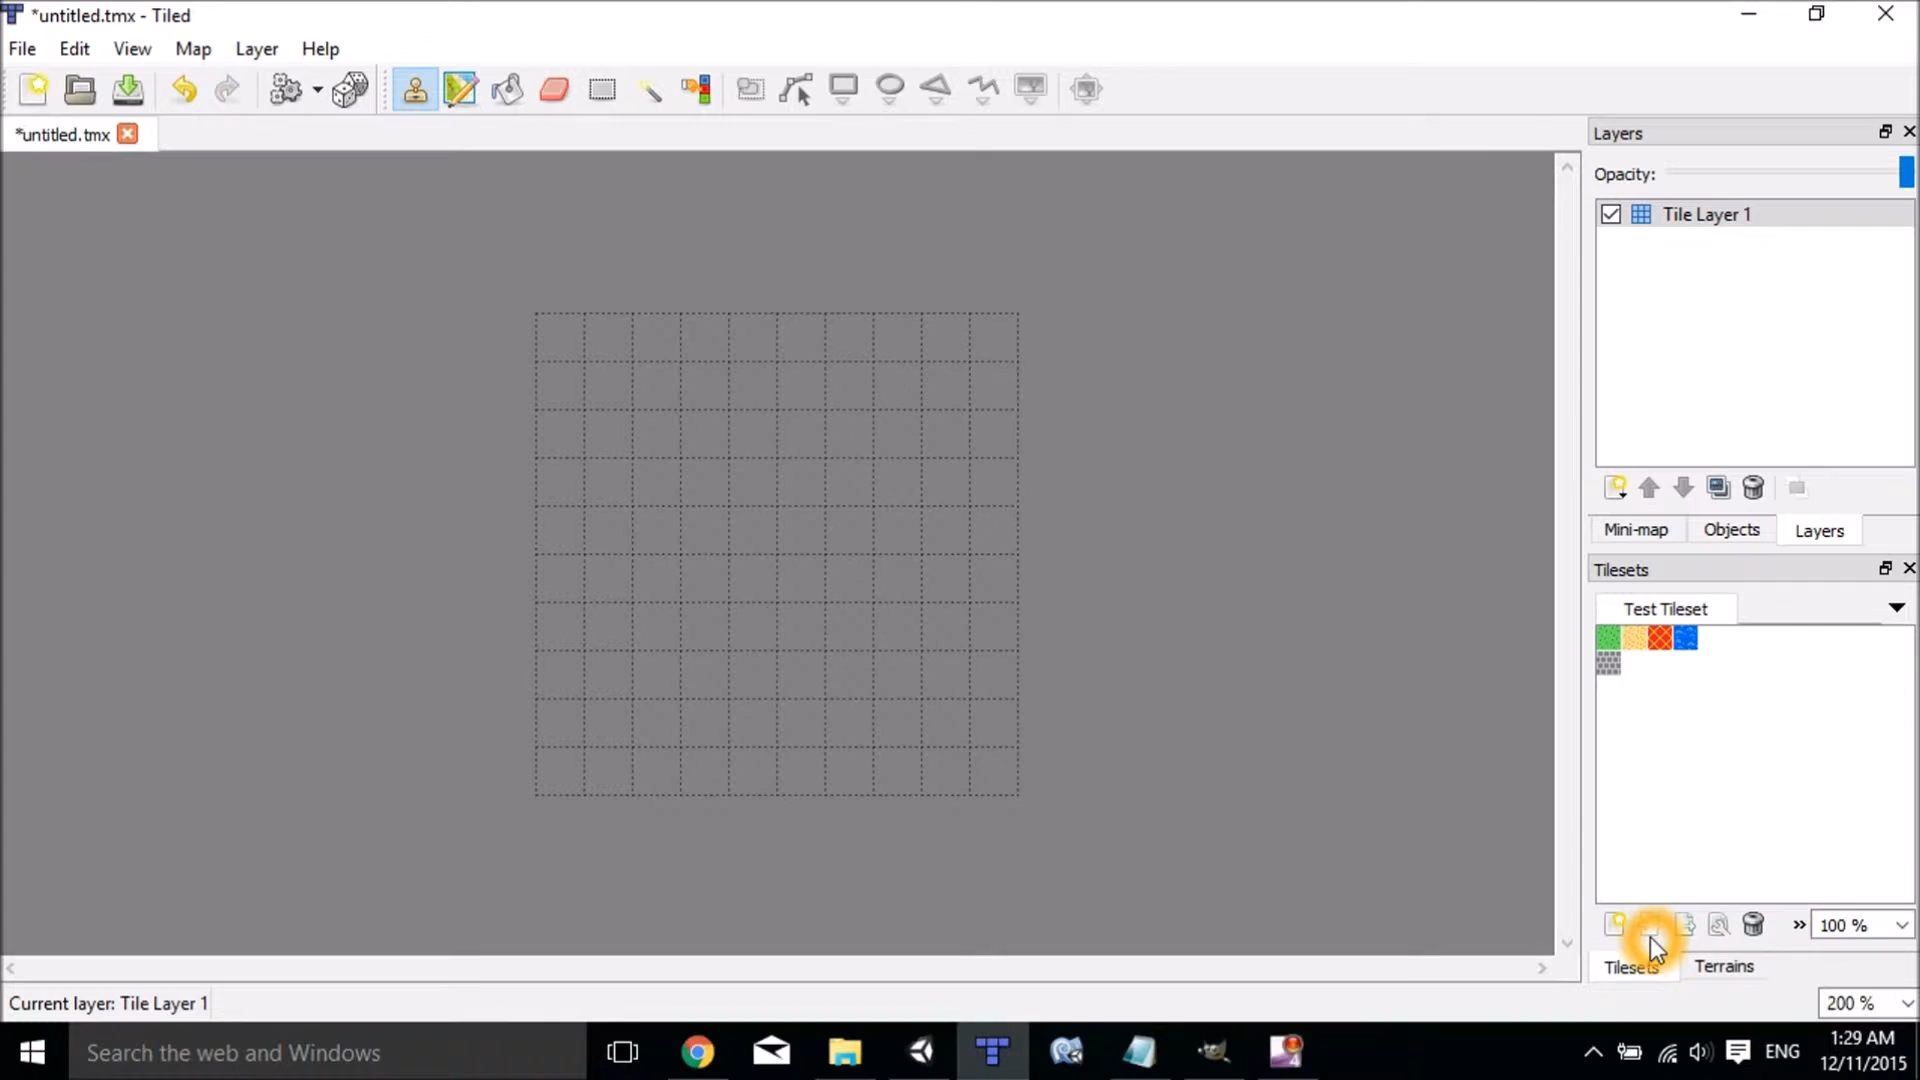 *untitled.tmx - Tiled
File Edit View Map Layer Help
*untitled.tmx
Layers
Opacity:
Tile Layer 1
Mini-map Objects Layers
Tilesets
Test Tileset
100 %
Tilesets Terrains
Current layer: Tile Layer 1
200 %
Search the web and Windows
ENG
1:29 AM
12/11/2015